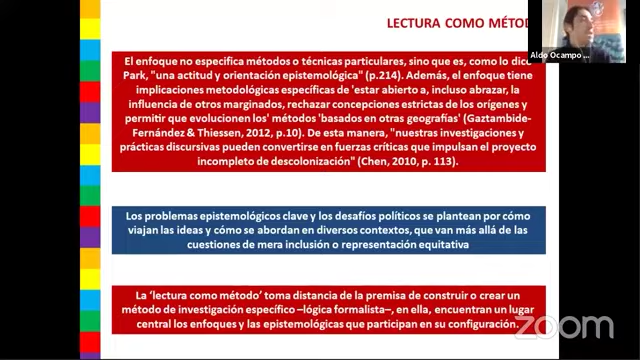 LECTURA COMO MÉTOD
Aldo Ocampo
El enfoque no especifica métodos o técnicas particulares, sino que es, como lo dice
Park, "una actitud y orientación epistemológica" (p.214). Además, el enfoque tiene
implicaciones metodológicas específicas de 'estar abierto a, incluso abrazar, la
influencia de otros marginados, rechazar concepciones estrictas de los orígenes y
permitir que evolucionen los' métodos 'basados en otras geografías' (Gaztambide-
Fernández & Thiessen, 2012, p.10). De esta manera, "nuestras investigaciones y
prácticas discursivas pueden convertirse en fuerzas críticas que impulsan el proyecto
incompleto de descolonización" (Chen, 2010, p. 113).
Los problemas epistemológicos clave y los desafíos políticos se plantean por cómo
viajan las ideas y cómo se abordan en diversos contextos, que van más allá de las
cuestiones de mera inclusión o representación equitativa
La 'lectura como método' toma distancia de la premisa de construir o crear un
método de investigación específico –lógica formalista–, en ella, encuentran un lugar
central los enfoques y las epistemológicas que participan en su configuración.
zoom